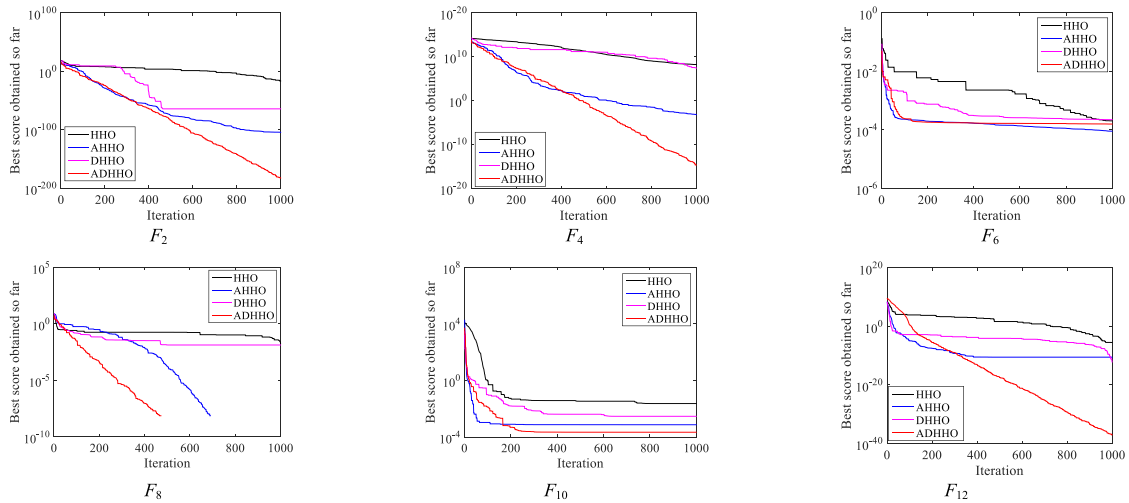 Best score obtained so far
10^100
10^0
10^-100
10^-200
HHO
AHHO
DHHO
ADHHO
0 200 400 600 800 1000
Iteration
F2
Best score obtained so far
10^-20
10^-10
10^0
10^-10
10^-20
HHO
AHHO
DHHO
ADHHO
0 200 400 600 800 1000
Iteration
F4
Best score obtained so far
10^0
10^-2
10^-4
10^-6
HHO
AHHO
DHHO
ADHHO
0 200 400 600 800 1000
Iteration
F6
Best score obtained so far
10^5
10^0
10^-5
10^-10
HHO
AHHO
DHHO
ADHHO
0 200 400 600 800 1000
Iteration
F8
Best score obtained so far
10^8
10^4
10^0
10^-4
HHO
AHHO
DHHO
ADHHO
0 200 400 600 800 1000
Iteration
F10
Best score obtained so far
10^20
10^0
10^-20
10^-40
HHO
AHHO
DHHO
ADHHO
0 200 400 600 800 1000
Iteration
F12